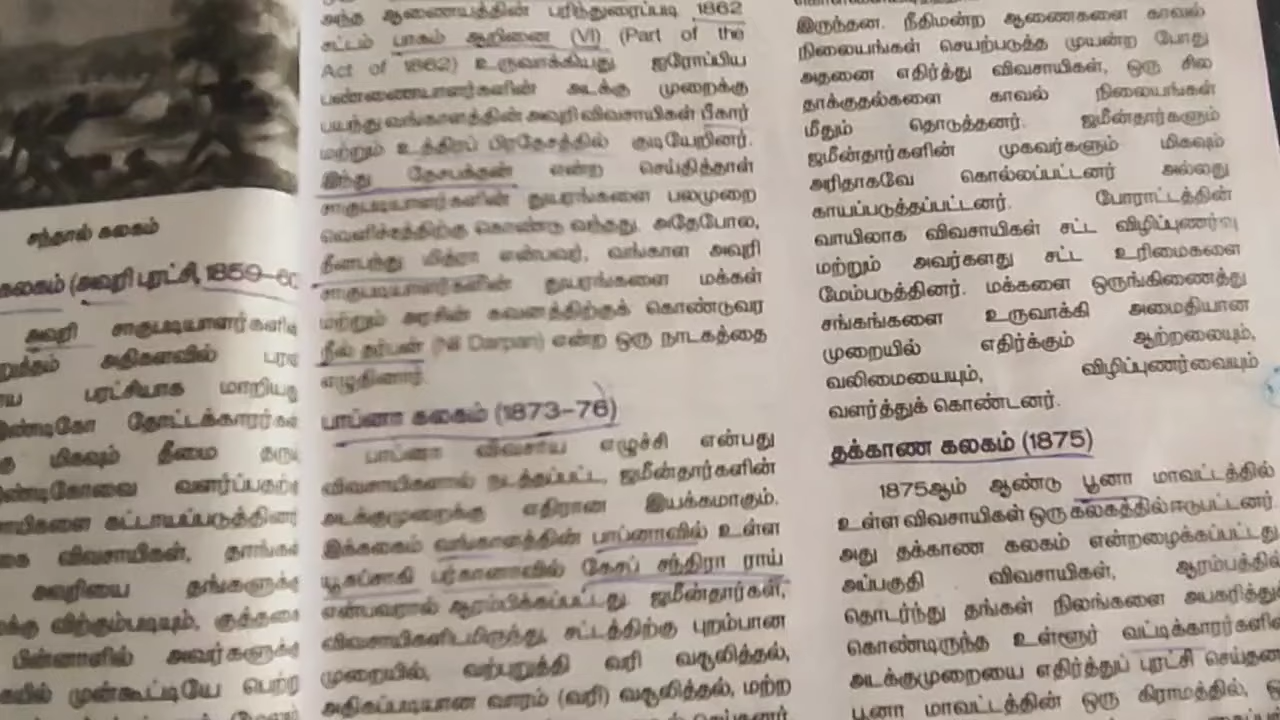 சந்தால் கலகம்
கலகம் (அவுரி புரட்சி, 1859–60
அவுரி சாகுபடியாளர்களின்
அதிகளவில்
புரட்சியாக மாறியது
தோட்டக்காரர்கள்
மிகவும் தீமை
வளர்ப்பதற்கு
கட்டாயப்படுத்தினர்
விவசாயிகள், தாங்கள்
அவுரியை தங்களுக்கு
விற்கும்படியும், குத்தகை
பின்னாளில் அவர்களுக்கு
முன்கூட்டியே பெற்ற
அந்த ஆணையத்தின் பரிந்துரைப்படி 1862
சட்டம் பாகம் ஆறினை (VI) (Part of the
Act of 1862) உருவாக்கியது. ஐரோப்பிய
பண்ணையாளர்களின் அடக்கு முறைக்கு
பயந்து வங்காளத்தின் அவுரி விவசாயிகள் பீகார்
மற்றும் உத்திரப் பிரதேசத்தில் குடியேறினர்.
இந்து தேசபக்தன் என்ற செய்தித்தாள்
சாகுபடியாளர்களின் துயரங்களை பலமுறை
வெளிச்சத்திற்கு கொண்டு வந்தது. அதேபோல,
தீனபந்து மித்ரா என்பவர், வங்காள அவுரி
சாகுபடியாளர்களின் துயரங்களை மக்கள்
மற்றும் அரசின் கவனத்திற்குக் கொண்டுவர
நீல் தர்பன் (Nil Darpan) என்ற ஒரு நாடகத்தை
எழுதினார்.
பாப்னா கலகம் (1873–76)
பாப்னா விவசாய எழுச்சி என்பது
விவசாயிகளால் நடத்தப்பட்ட, ஜமீன்தார்களின்
அடக்குமுறைக்கு எதிரான இயக்கமாகும்.
இக்கலகம் வங்காளத்தின் பாப்னாவில் உள்ள
யூசுப்சாகி பர்கானாவில் கேசப் சந்திரா ராய்
என்பவரால் ஆரம்பிக்கப்பட்டது. ஜமீன்தார்கள்,
விவசாயிகளிடமிருந்து, சட்டத்திற்கு புறம்பான
முறையில், வற்புறுத்தி வரி வசூலித்தல்,
அதிகப்படியான வாரம் (வரி) வசூலித்தல், மற்ற
இருந்தன. நீதிமன்ற ஆணைகளை காவல்
நிலையங்கள் செயற்படுத்த முயன்ற போது
அதனை எதிர்த்து விவசாயிகள், ஒரு சில
தாக்குதல்களை காவல் நிலையங்கள்
மீதும் தொடுத்தனர். ஜமீன்தார்களும்
ஜமீன்தார்களின் முகவர்களும் மிகவும்
அரிதாகவே கொல்லப்பட்டனர் அல்லது
காயப்படுத்தப்பட்டனர். போராட்டத்தின்
வாயிலாக விவசாயிகள் சட்ட விழிப்புணர்வு
மற்றும் அவர்களது சட்ட உரிமைகளை
மேம்படுத்தினர். மக்களை ஒருங்கிணைத்து
சங்கங்களை உருவாக்கி அமைதியான
முறையில் எதிர்க்கும் ஆற்றலையும்,
வலிமையையும், விழிப்புணர்வையும்
வளர்த்துக் கொண்டனர்.
தக்காண கலகம் (1875)
1875ஆம் ஆண்டு பூனா மாவட்டத்தில்
உள்ள விவசாயிகள் ஒரு கலகத்தில் ஈடுபட்டனர்
அது தக்காண கலகம் என்றழைக்கப்பட்டது
அப்பகுதி விவசாயிகள், ஆரம்பத்தில்
தொடர்ந்து தங்கள் நிலங்களை அபகரித்துக்
கொண்டிருந்த உள்ளூர் வட்டிக்காரர்களின்
அடக்குமுறையை எதிர்த்துப் புரட்சி செய்தனர்
பூனா மாவட்டத்தின் ஒரு கிராமத்தில்,